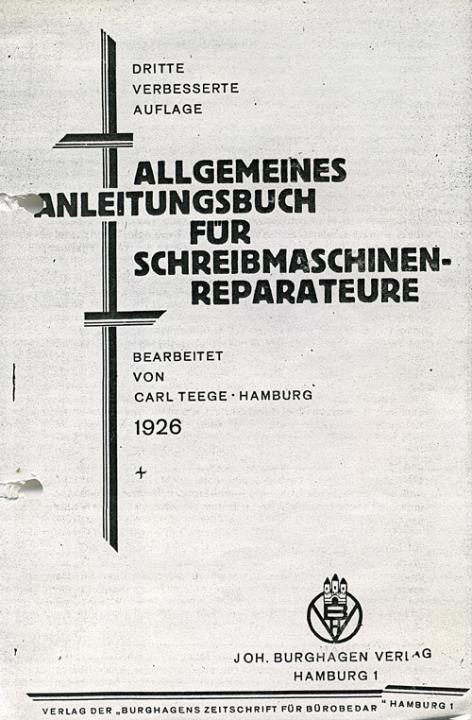 DRITTE
VERBESSERTE
AUFLAGE
ALLGEMEINES
ANLEITUNGSBUCH
FÜR
SCHREIBMASCHINEN-
REPARATEURE
BEARBEITET
VON
CARL TEEGE · HAMBURG
1926
JOH. BURGHAGEN VERLAG
HAMBURG 1
VERLAG DER „BURGHAGENS ZEITSCHRIFT FÜR BÜROBEDAR " HAMBURG 1